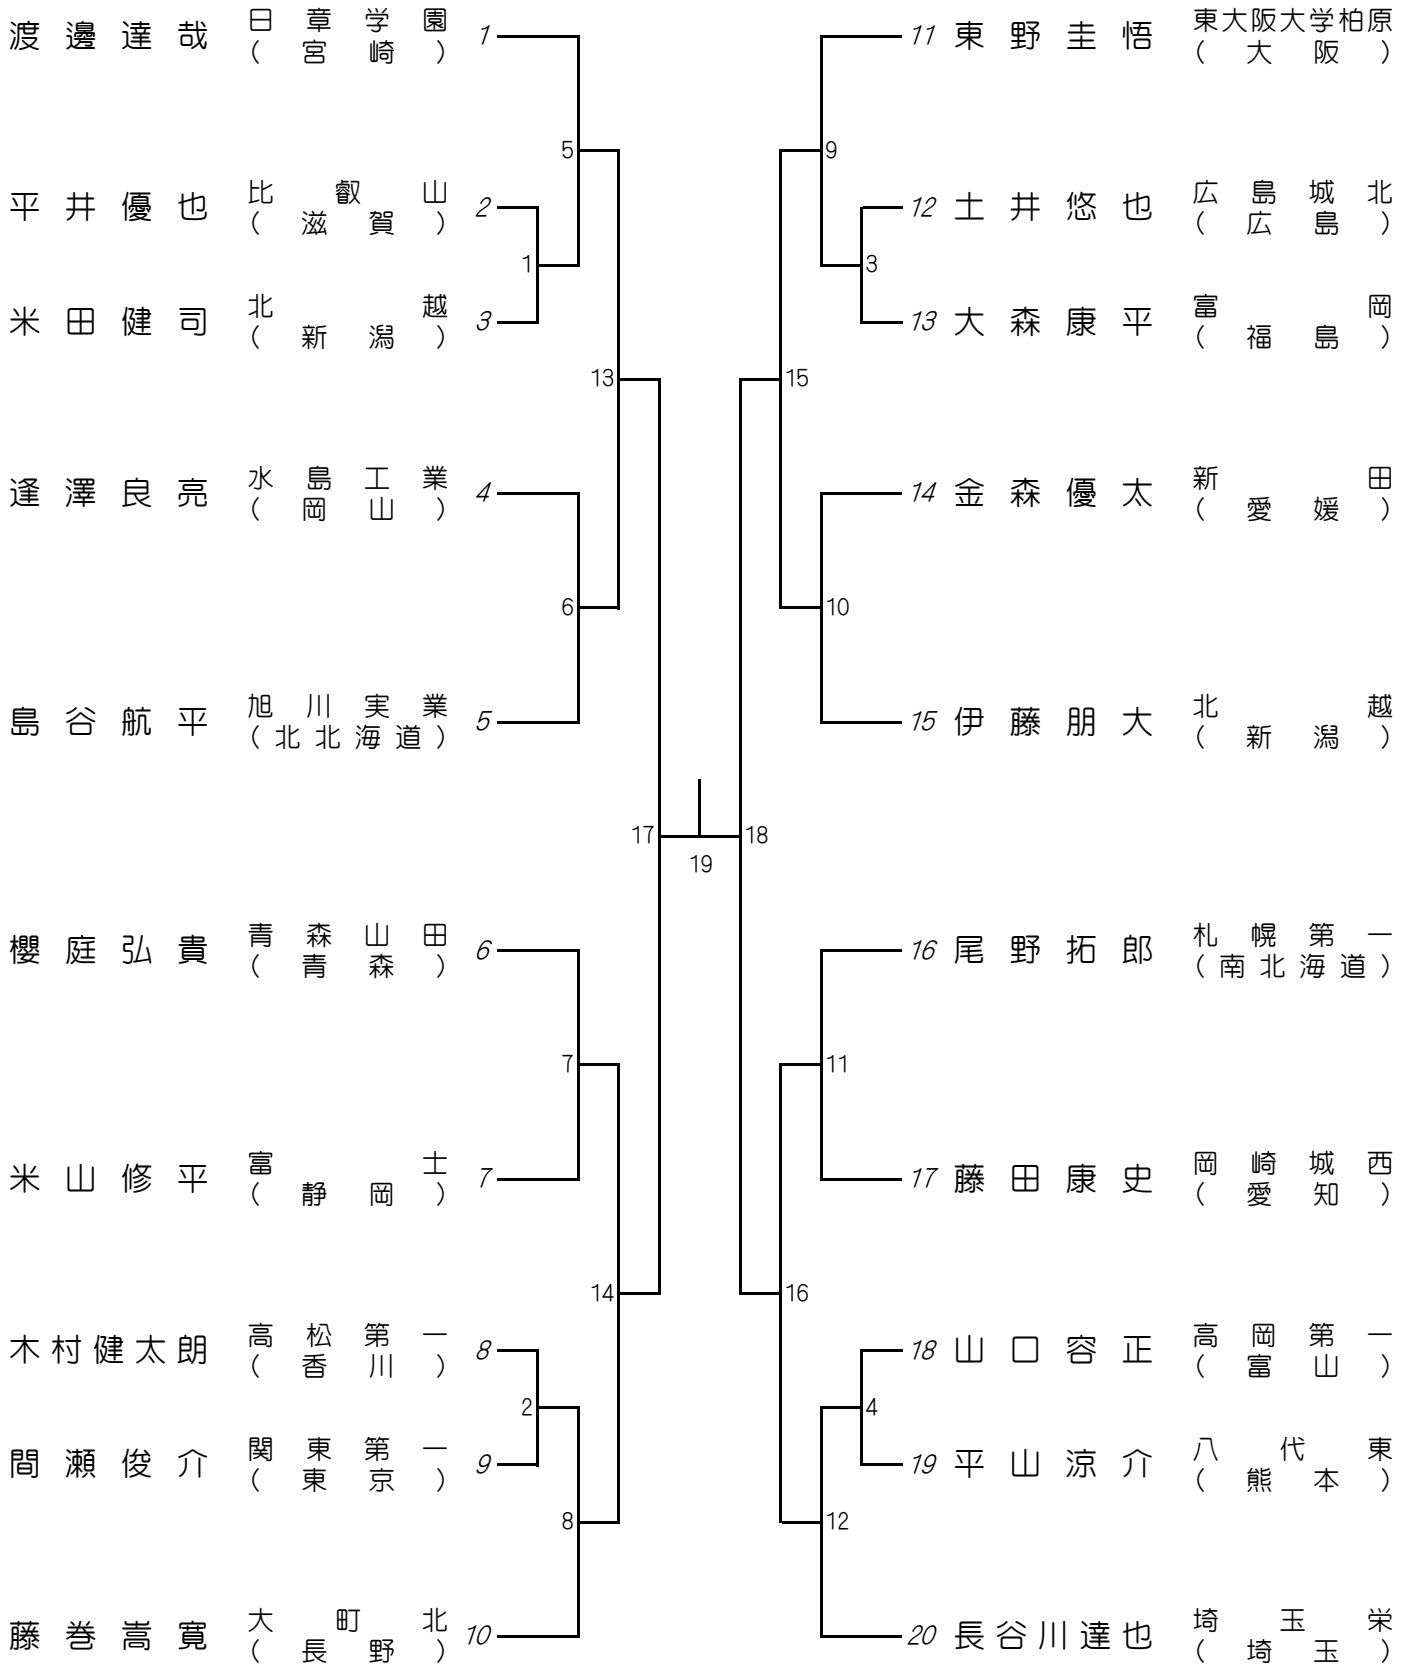 渡邊達哉 日章学園 1
(宮崎)
平井優也 比叡山 2
(滋賀)
1
米田健司 北越 3
(新潟)
5
逢澤良亮 水島工業 4
(岡山)
6
島谷航平 旭川実業 5
(北北海道)
13
櫻庭弘貴 青森山田 6
(青森)
7
米山修平 富士 7
(静岡)
木村健太朗 高松第一 8
(香川)
2
間瀬俊介 関東第一 9
(東京)
8
藤巻嵩寛 大町北 10
(長野)
14
17
19
18
11 東野圭悟 東大阪大学柏原
(大阪)
9
12 土井悠也 広島城北
(広島)
3
13 大森康平 富岡
(福島)
15
14 金森優太 新田
(愛媛)
10
15 伊藤朋大 北越
(新潟)
16 尾野拓郎 札幌第一
(南北海道)
11
17 藤田康史 岡崎城西
(愛知)
16
18 山口容正 高岡第一
(富山)
4
19 平山涼介 八代東
(熊本)
12
20 長谷川達也 埼玉栄
(埼玉)